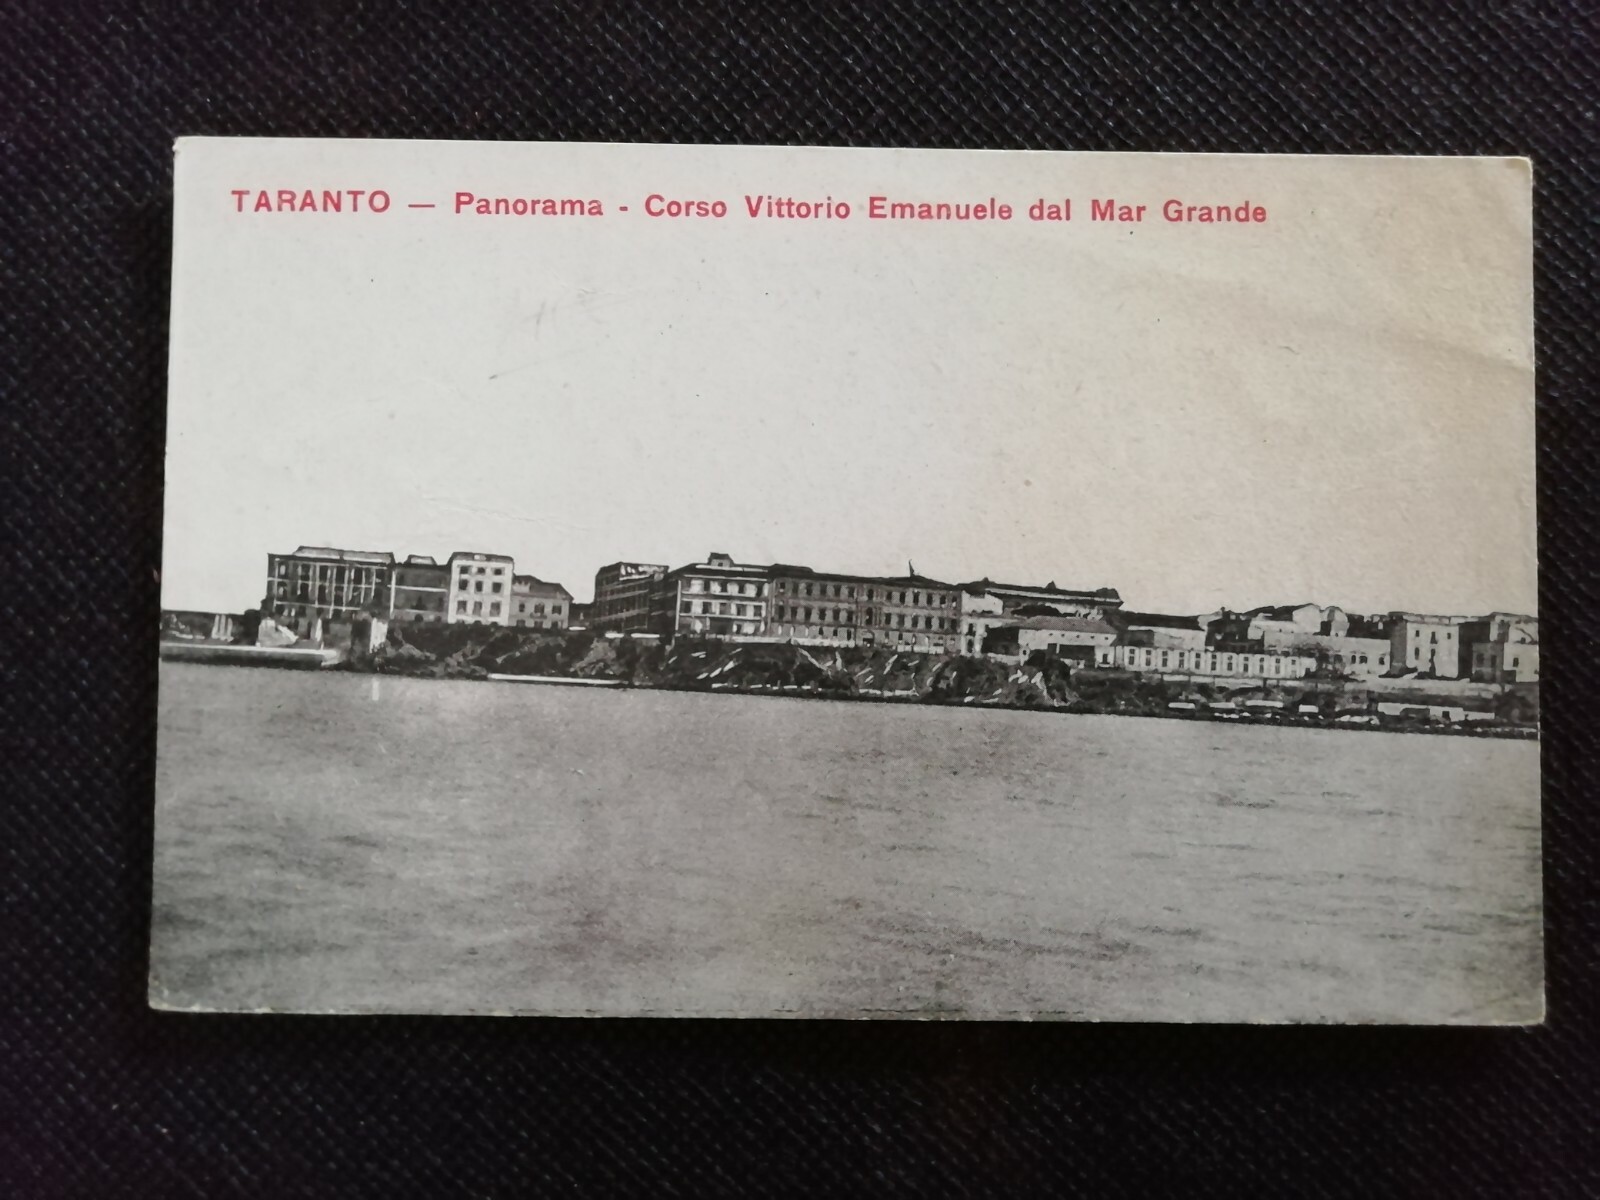 TARANTO — Panorama - Corso Vittorio Emanuele dal Mar Grande